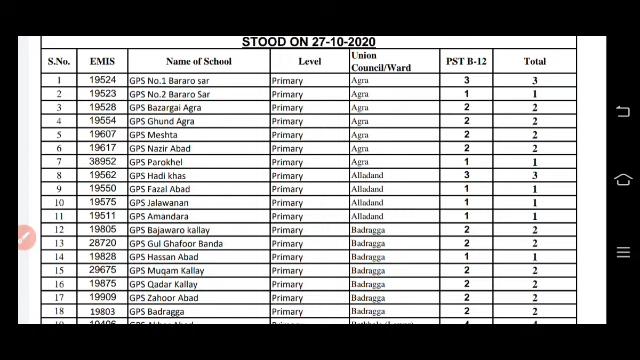 STOOD ON 27-10-2020
S.No. EMIS Name of School Level Union Council/Ward PST B-12 Total
1 19524 GPS No.1 Bararo sar Primary Agra 3 3
2 19523 GPS No.2 Bararo Sar Primary Agra 1 1
3 19528 GPS Bazargai Agra Primary Agra 2 2
4 19554 GPS Ghund Agra Primary Agra 2 2
5 19607 GPS Meshta Primary Agra 2 2
6 19617 GPS Nazir Abad Primary Agra 2 2
7 38952 GPS Parokhel Primary Agra 1 1
8 19562 GPS Hadi khas Primary Alladand 3 3
9 19550 GPS Fazal Abad Primary Alladand 1 1
10 19575 GPS Jalawanan Primary Alladand 1 1
11 19511 GPS Amandara Primary Alladand 1 1
12 19805 GPS Bajawaro kallay Primary Badragga 2 2
13 28720 GPS Gul Ghafoor Banda Primary Badragga 2 2
14 19828 GPS Hassan Abad Primary Badragga 1 1
15 29675 GPS Muqam Kallay Primary Badragga 2 2
16 19875 GPS Qadar Kallay Primary Badragga 2 2
17 19909 GPS Zahoor Abad Primary Badragga 2 2
18 19803 GPS Badragga Primary Badragga 2 2